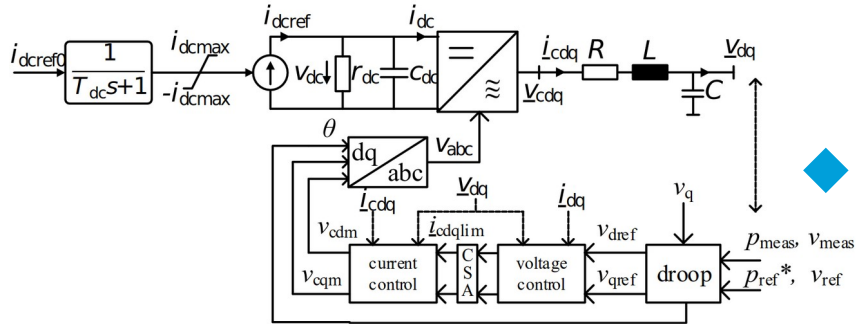 i_dcref0
1
T_dcs+1
i_dcmax
-i_dcmax
i_dcref
v_dc
r_dc
c_dc
i_dc
=
≈
i_cdq
v_cdq
R
L
C
v_dq
θ
dq
abc
v_abc
i_cdq
v_dq
i_dq
v_q
v_cdm
v_cqm
current
control
i_cdqlim
C
S
A
voltage
control
v_dref
v_qref
droop
p_meas, v_meas
p_ref*, v_ref